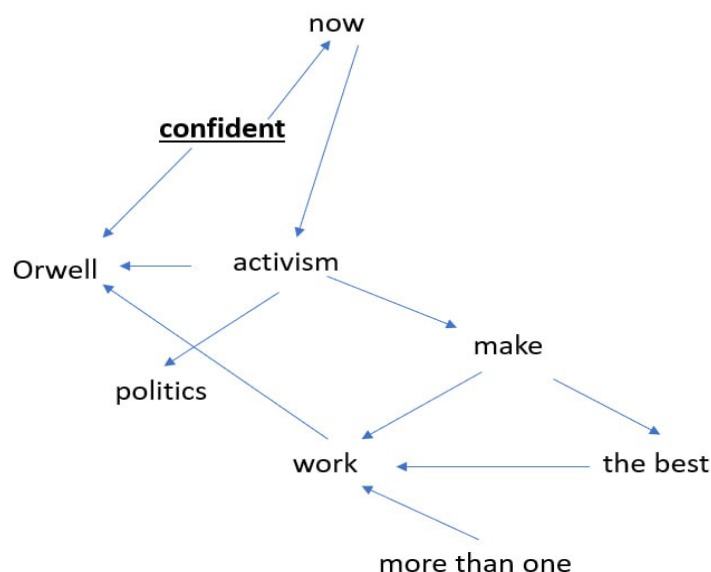 now
confident
Orwell
activism
make
politics
work
the best
more than one